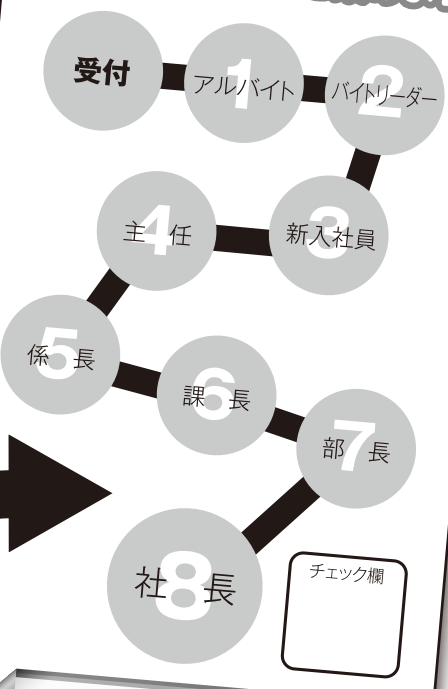 受付
1 アルバイト
2 バイトリーダー
3 新入社員
4 主任
5 係長
6 課長
7 部長
8 社長
チェック欄